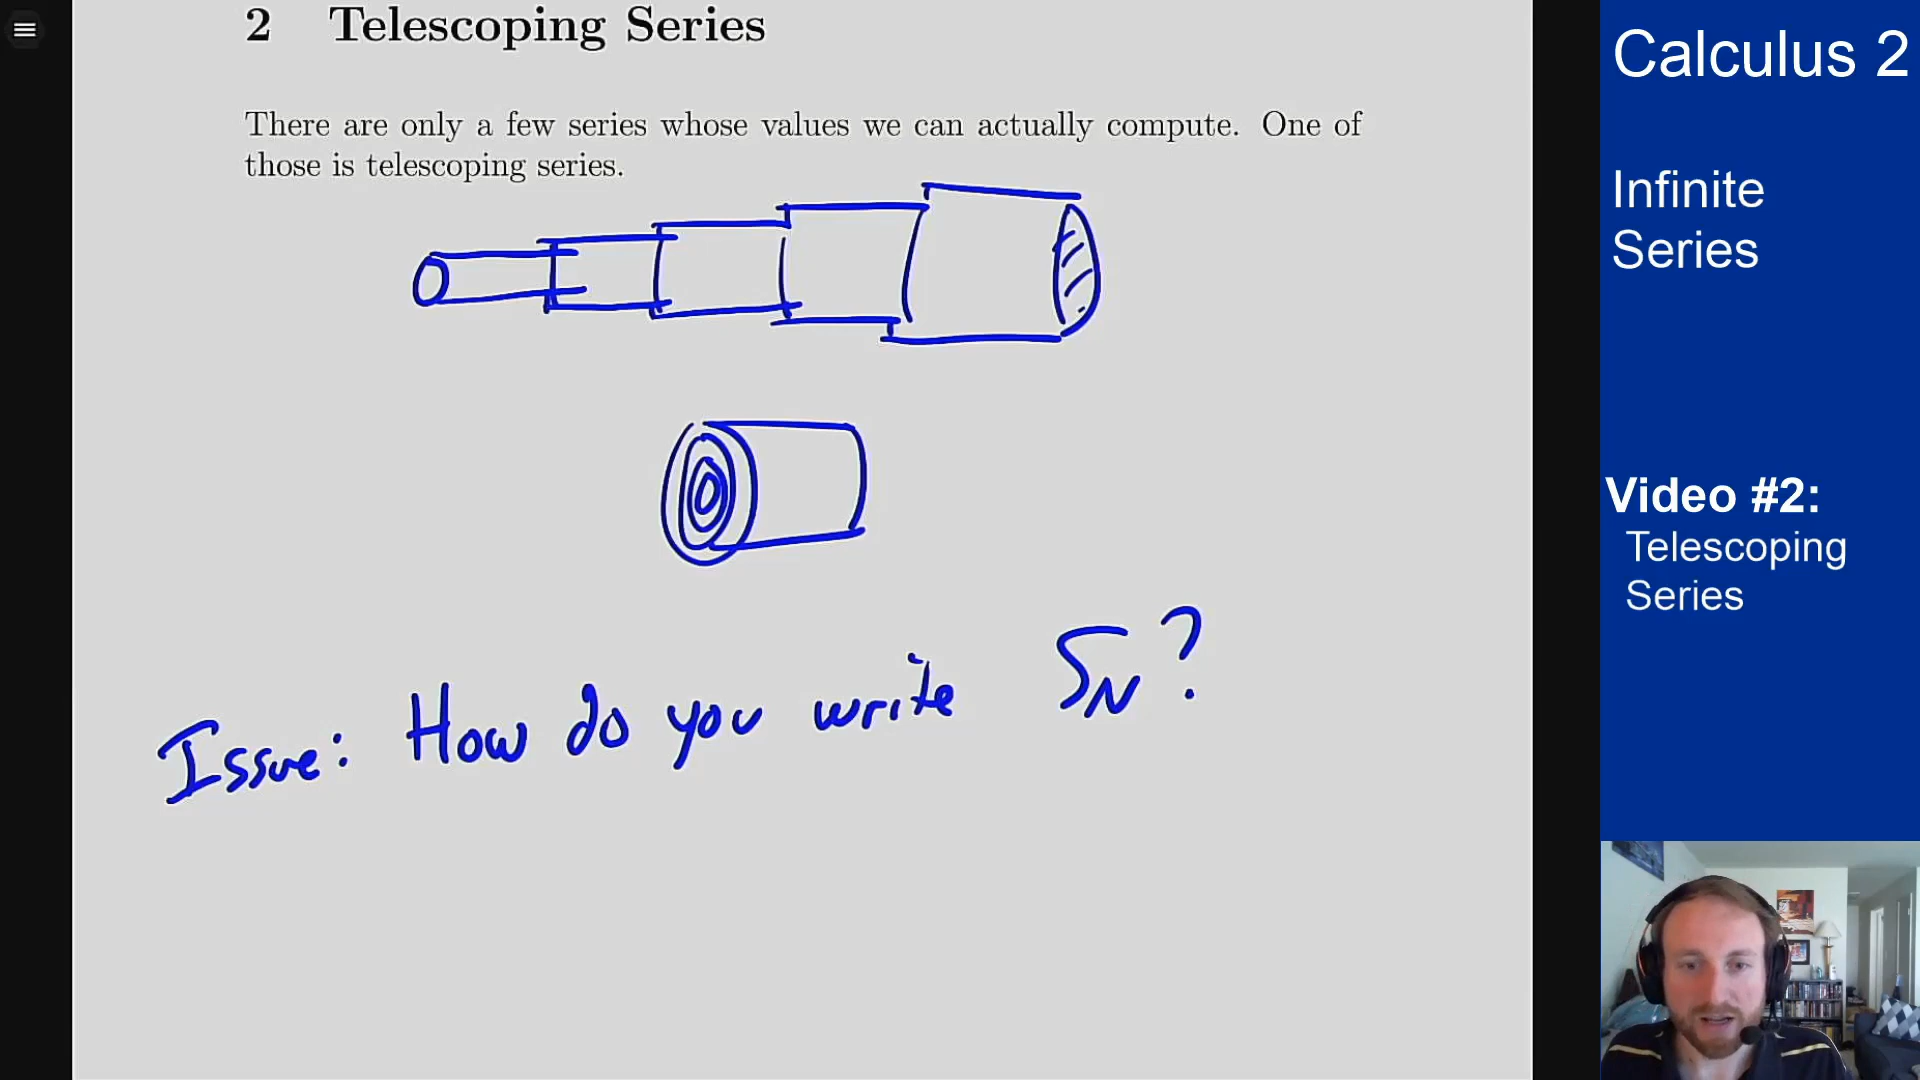 2 Telescoping Series
There are only a few series whose values we can actually compute. One of
those is telescoping series.
Issue: How do you write S_N?
Calculus 2
Infinite
Series
Video #2:
Telescoping
Series